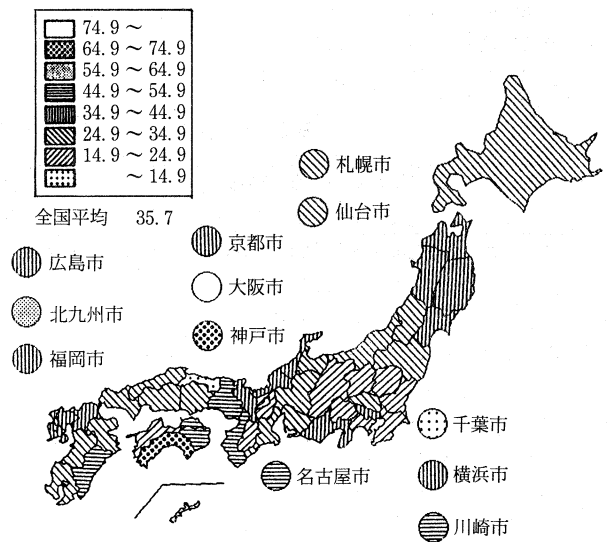 74.9～
64.9～74.9
54.9～64.9
44.9～54.9
34.9～44.9
24.9～34.9
14.9～24.9
～14.9
全国平均 35.7
札幌市
仙台市
京都市
大阪市
神戸市
広島市
北九州市
福岡市
千葉市
名古屋市
横浜市
川崎市